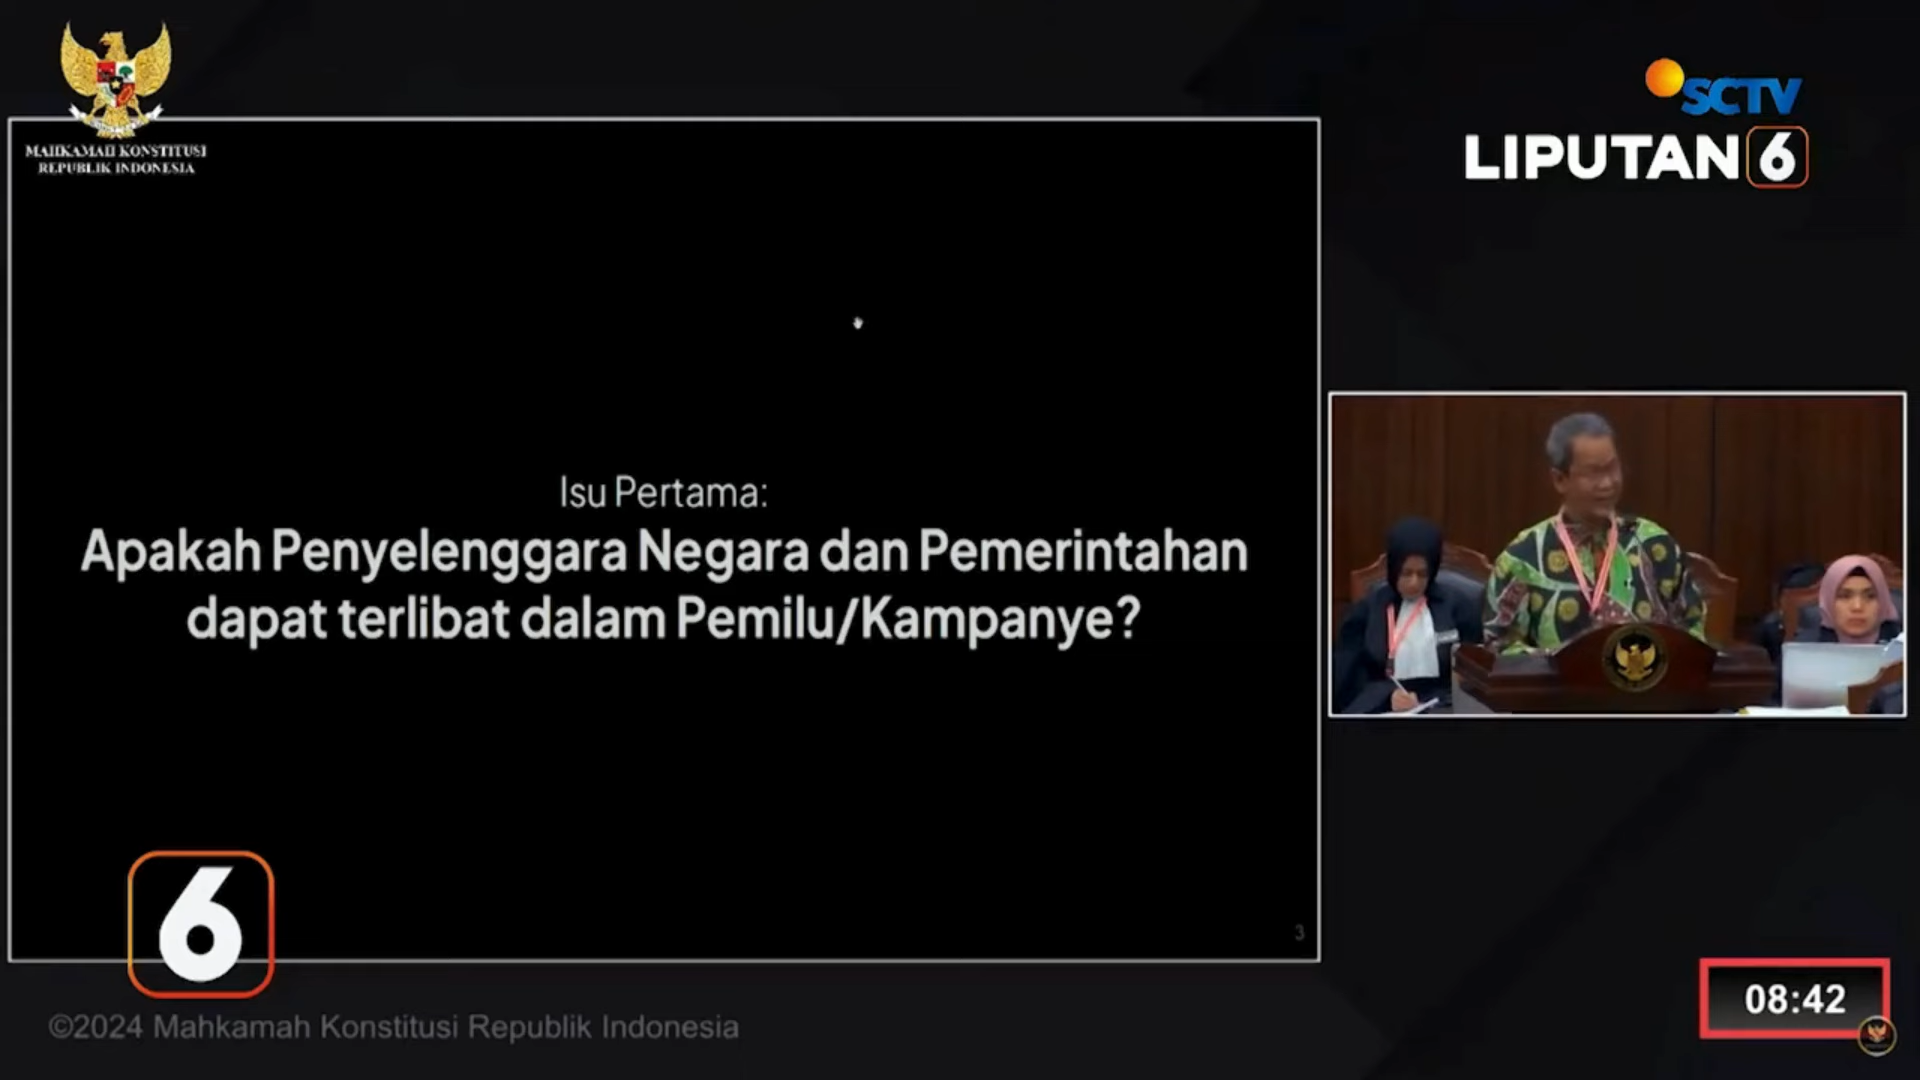 MAHKAMAH KONSTITUSI
REPUBLIK INDONESIA
SCTV
LIPUTAN 6
Isu Pertama:
Apakah Penyelenggara Negara dan Pemerintahan
dapat terlibat dalam Pemilu/Kampanye?
3
6
08:42
©2024 Mahkamah Konstitusi Republik Indonesia